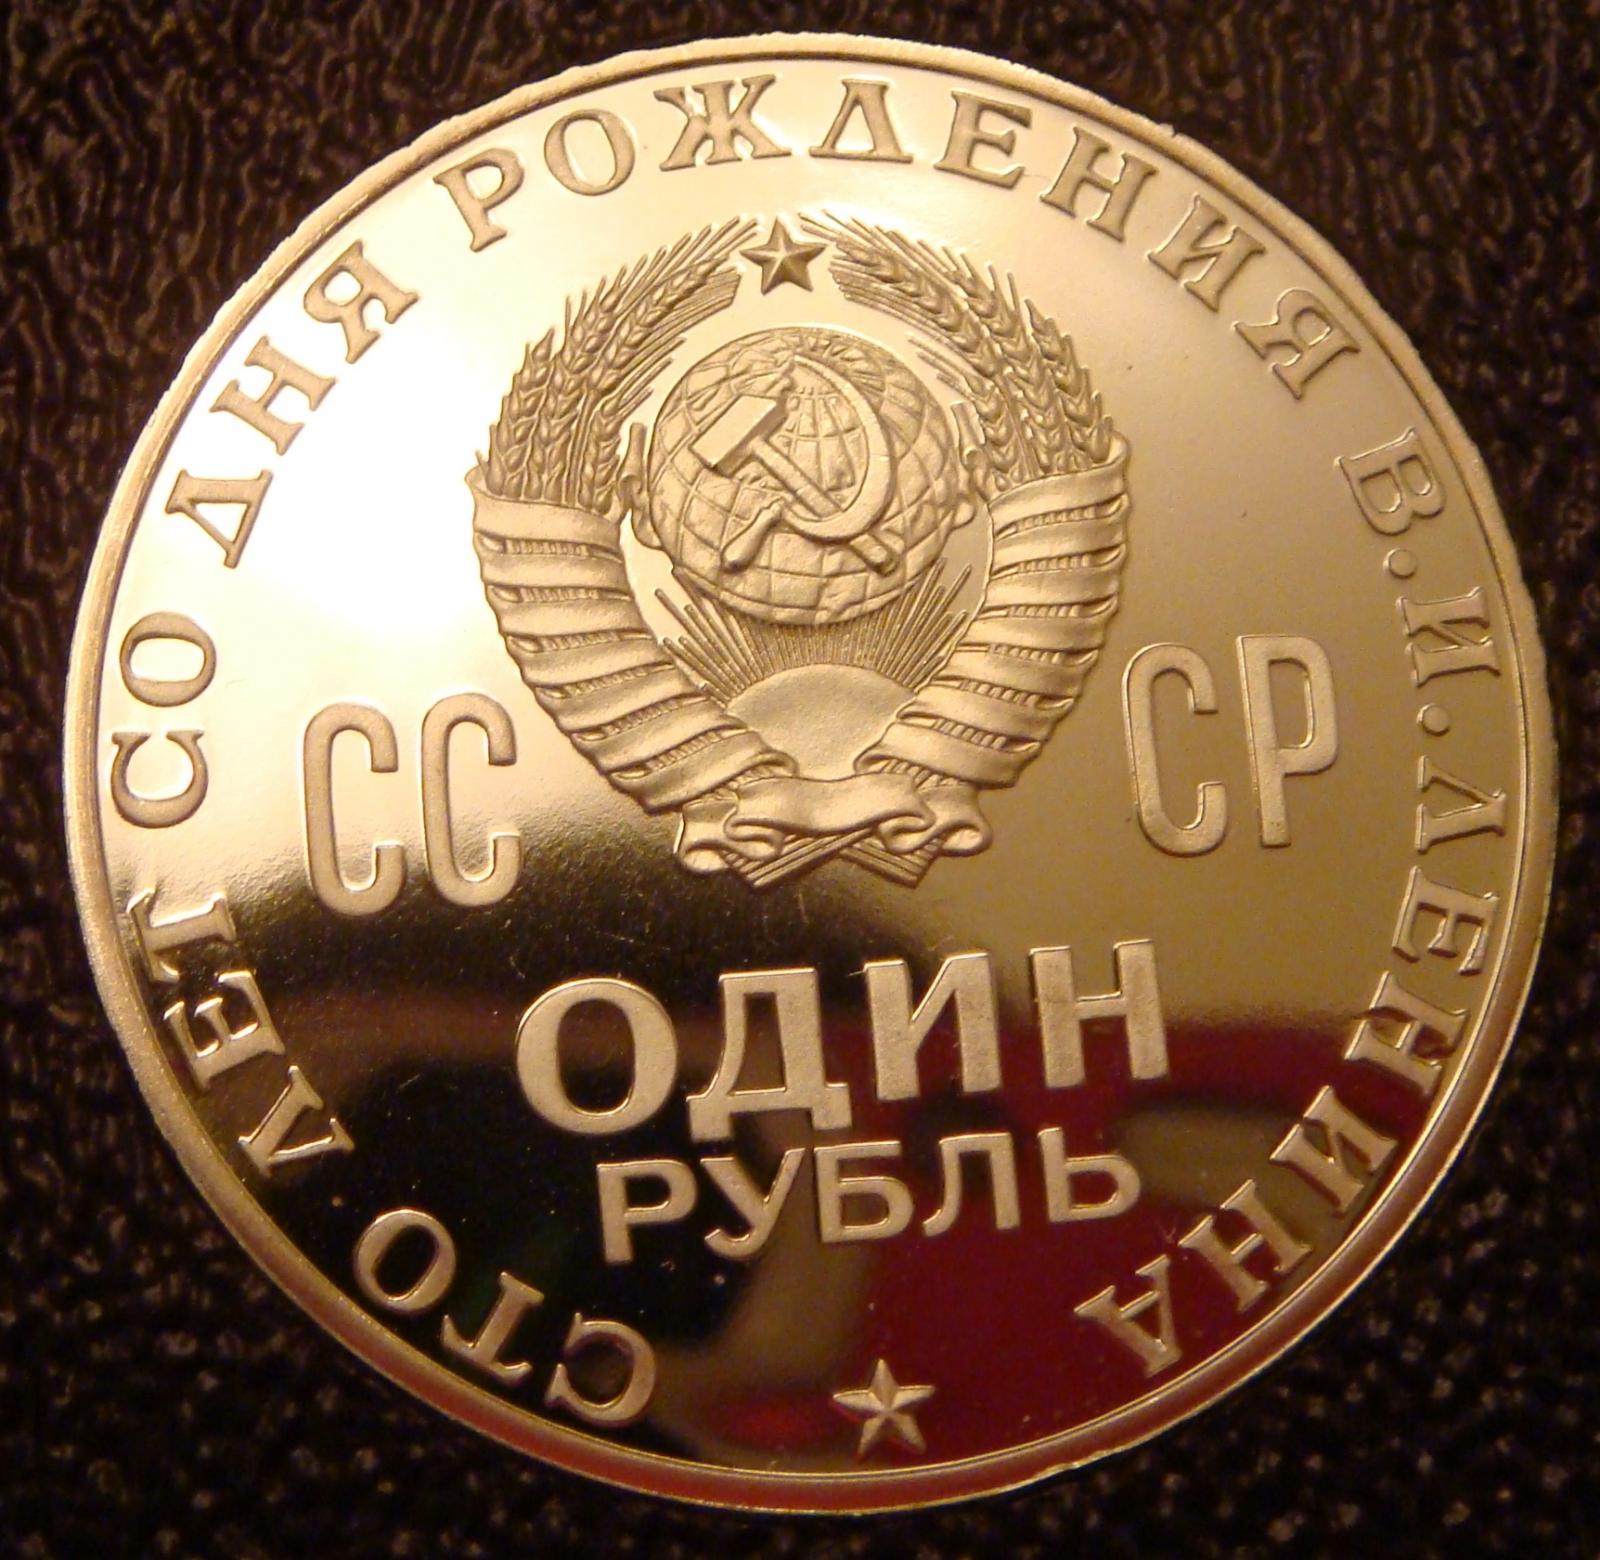 СТО ЛЕТ СО ДНЯ РОЖДЕНИЯ В.И.ЛЕНИНА
СС СР
ОДИН
РУБЛЬ